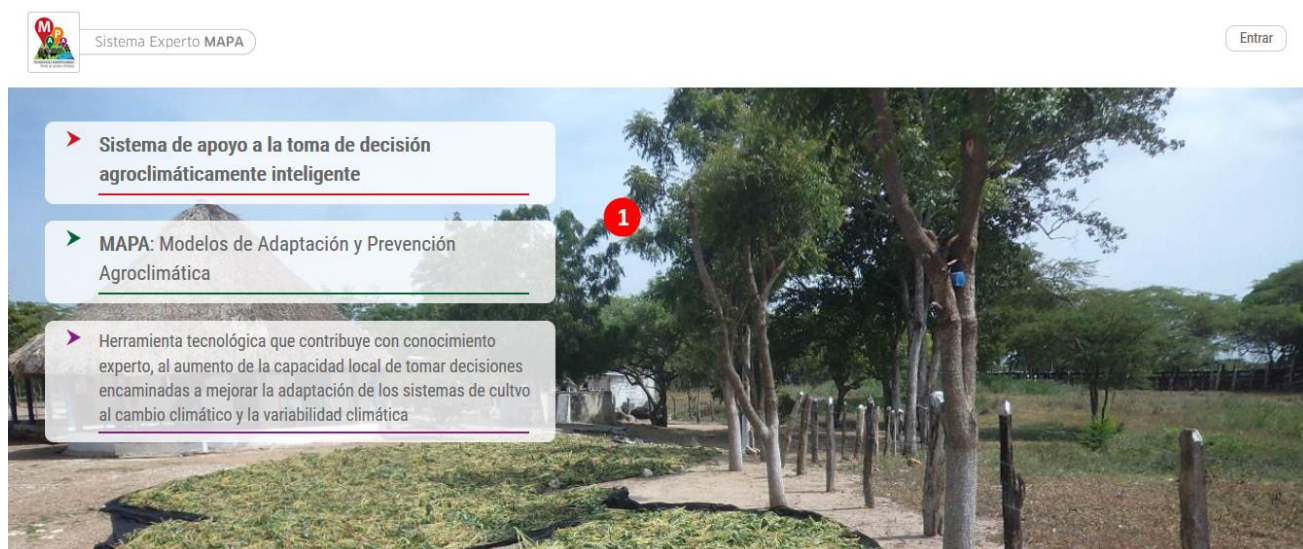 MAPA
Sistema Experto MAPA
Entrar
Sistema de apoyo a la toma de decisión
agroclimáticamente inteligente
1
MAPA: Modelos de Adaptación y Prevención
Agroclimática
Herramienta tecnológica que contribuye con conocimiento
experto, al aumento de la capacidad local de tomar decisiones
encaminadas a mejorar la adaptación de los sistemas de cultivo
al cambio climático y la variabilidad climática